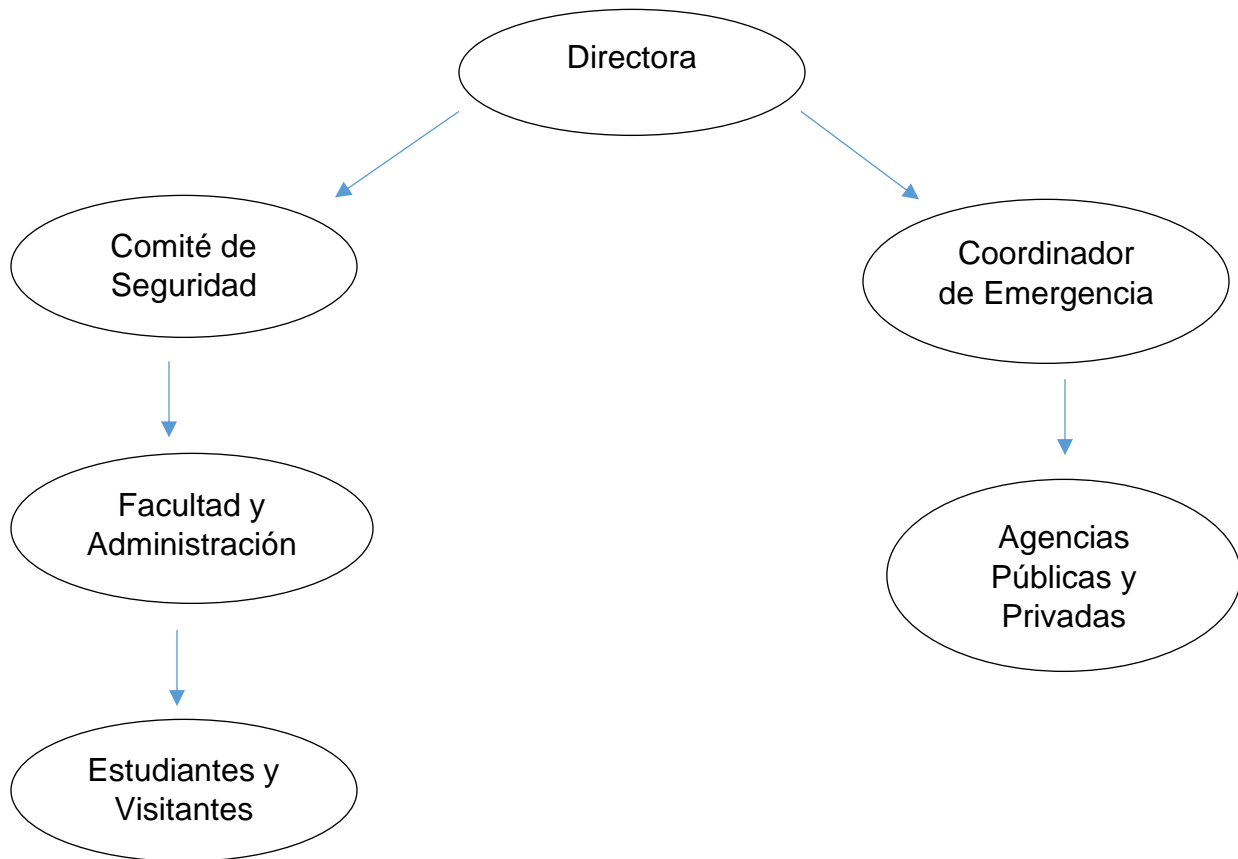 Directora
Comité de
Seguridad
Coordinador
de Emergencia
Facultad y
Administración
Agencias
Públicas y
Privadas
Estudiantes y
Visitantes